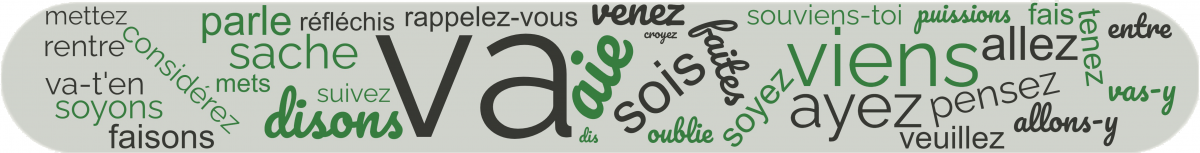 mettez
rentre
va-t'en
soyons
faisons
considérez
parle
sache
mets
réfléchis
rappelez-vous
suivez
disons
va
aie
dis
venez
croyez
sois
faites
oublie
soyez
souviens-toi
viens
ayez
puissions
fais
allez
pensez
veuillez
tenez
entre
vas-y
allons-y